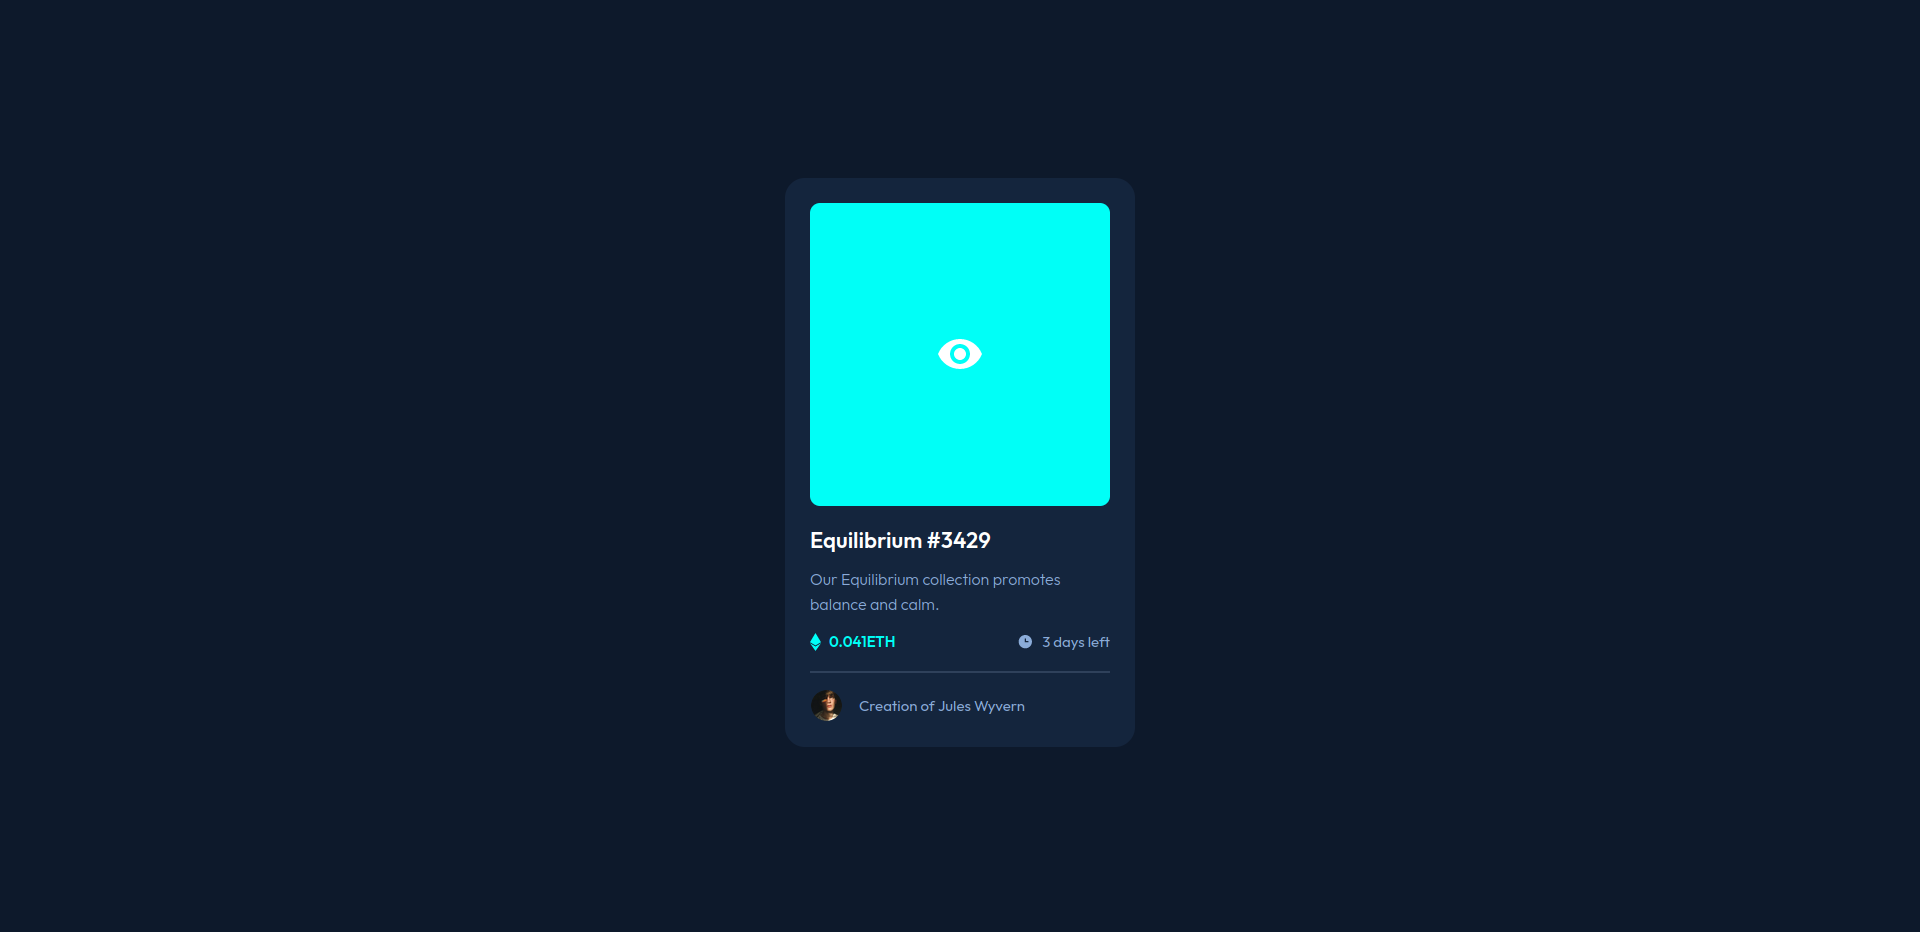 Equilibrium #3429
Our Equilibrium collection promotes
balance and calm.
0.041ETH
3 days left
Creation of Jules Wyvern